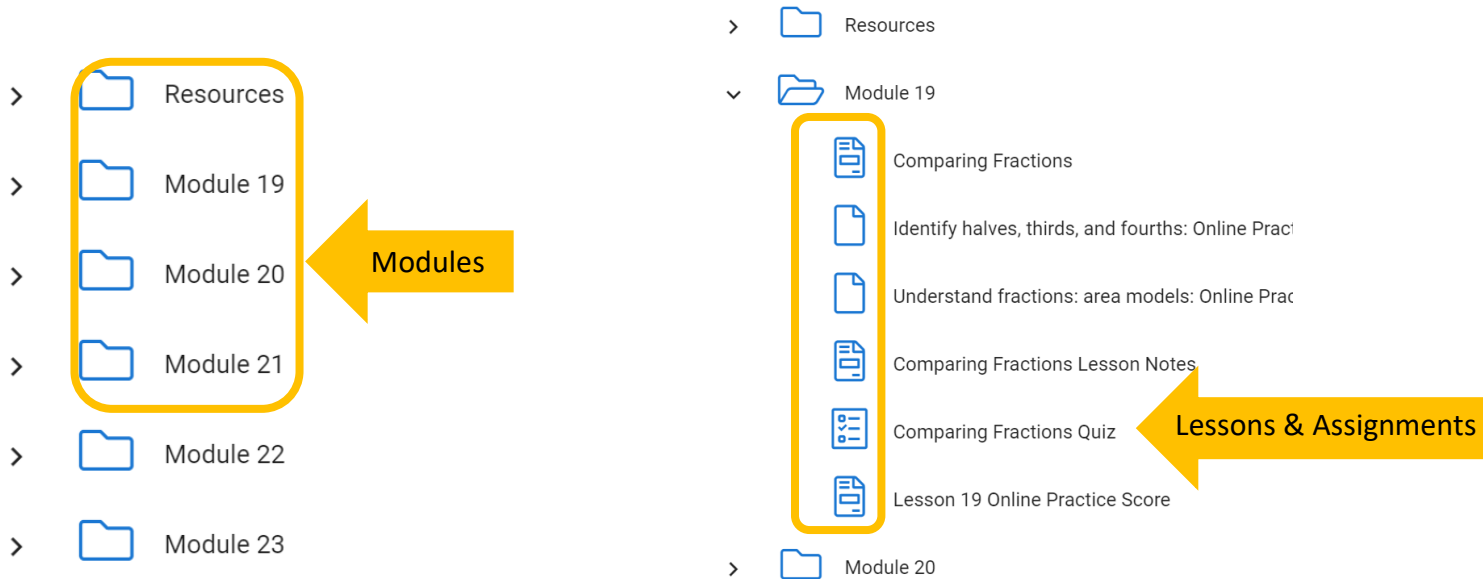 Resources
Module 19
Module 20
Module 21
Module 22
Module 23
Modules
Resources
Module 19
Comparing Fractions
Identify halves, thirds, and fourths: Online Pract
Understand fractions: area models: Online Prac
Comparing Fractions Lesson Notes
Comparing Fractions Quiz
Lesson 19 Online Practice Score
Module 20
Lessons & Assignments